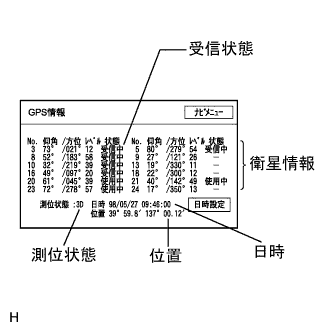 受信状態
GPS情報
ﾅﾋﾞﾒﾆｭｰ
No. 仰角 /方位 ﾚﾍﾞﾙ 状態 / No. 仰角 /方位 ﾚﾍﾞﾙ 状態
3 73° /021° 12 受信中 5 80° /279° 54 受信中
8 52° /183° 58 受信中 9 27° /121° 26 －
10 32° /219° 39 受信中 13 19° /330° 11 －
16 49° /097° 20 受信中 18 22° /300° 12 －
20 61° /045° 39 使用中 21 40° /142° 49 使用中
23 72° /278° 57 使用中 24 17° /350° 13 －
衛星情報
測位状態 :3D 日時 98/05/27 09:46:00
位置 39° 59.8' 137° 00.12'
日時設定
測位状態
位置
日時
H